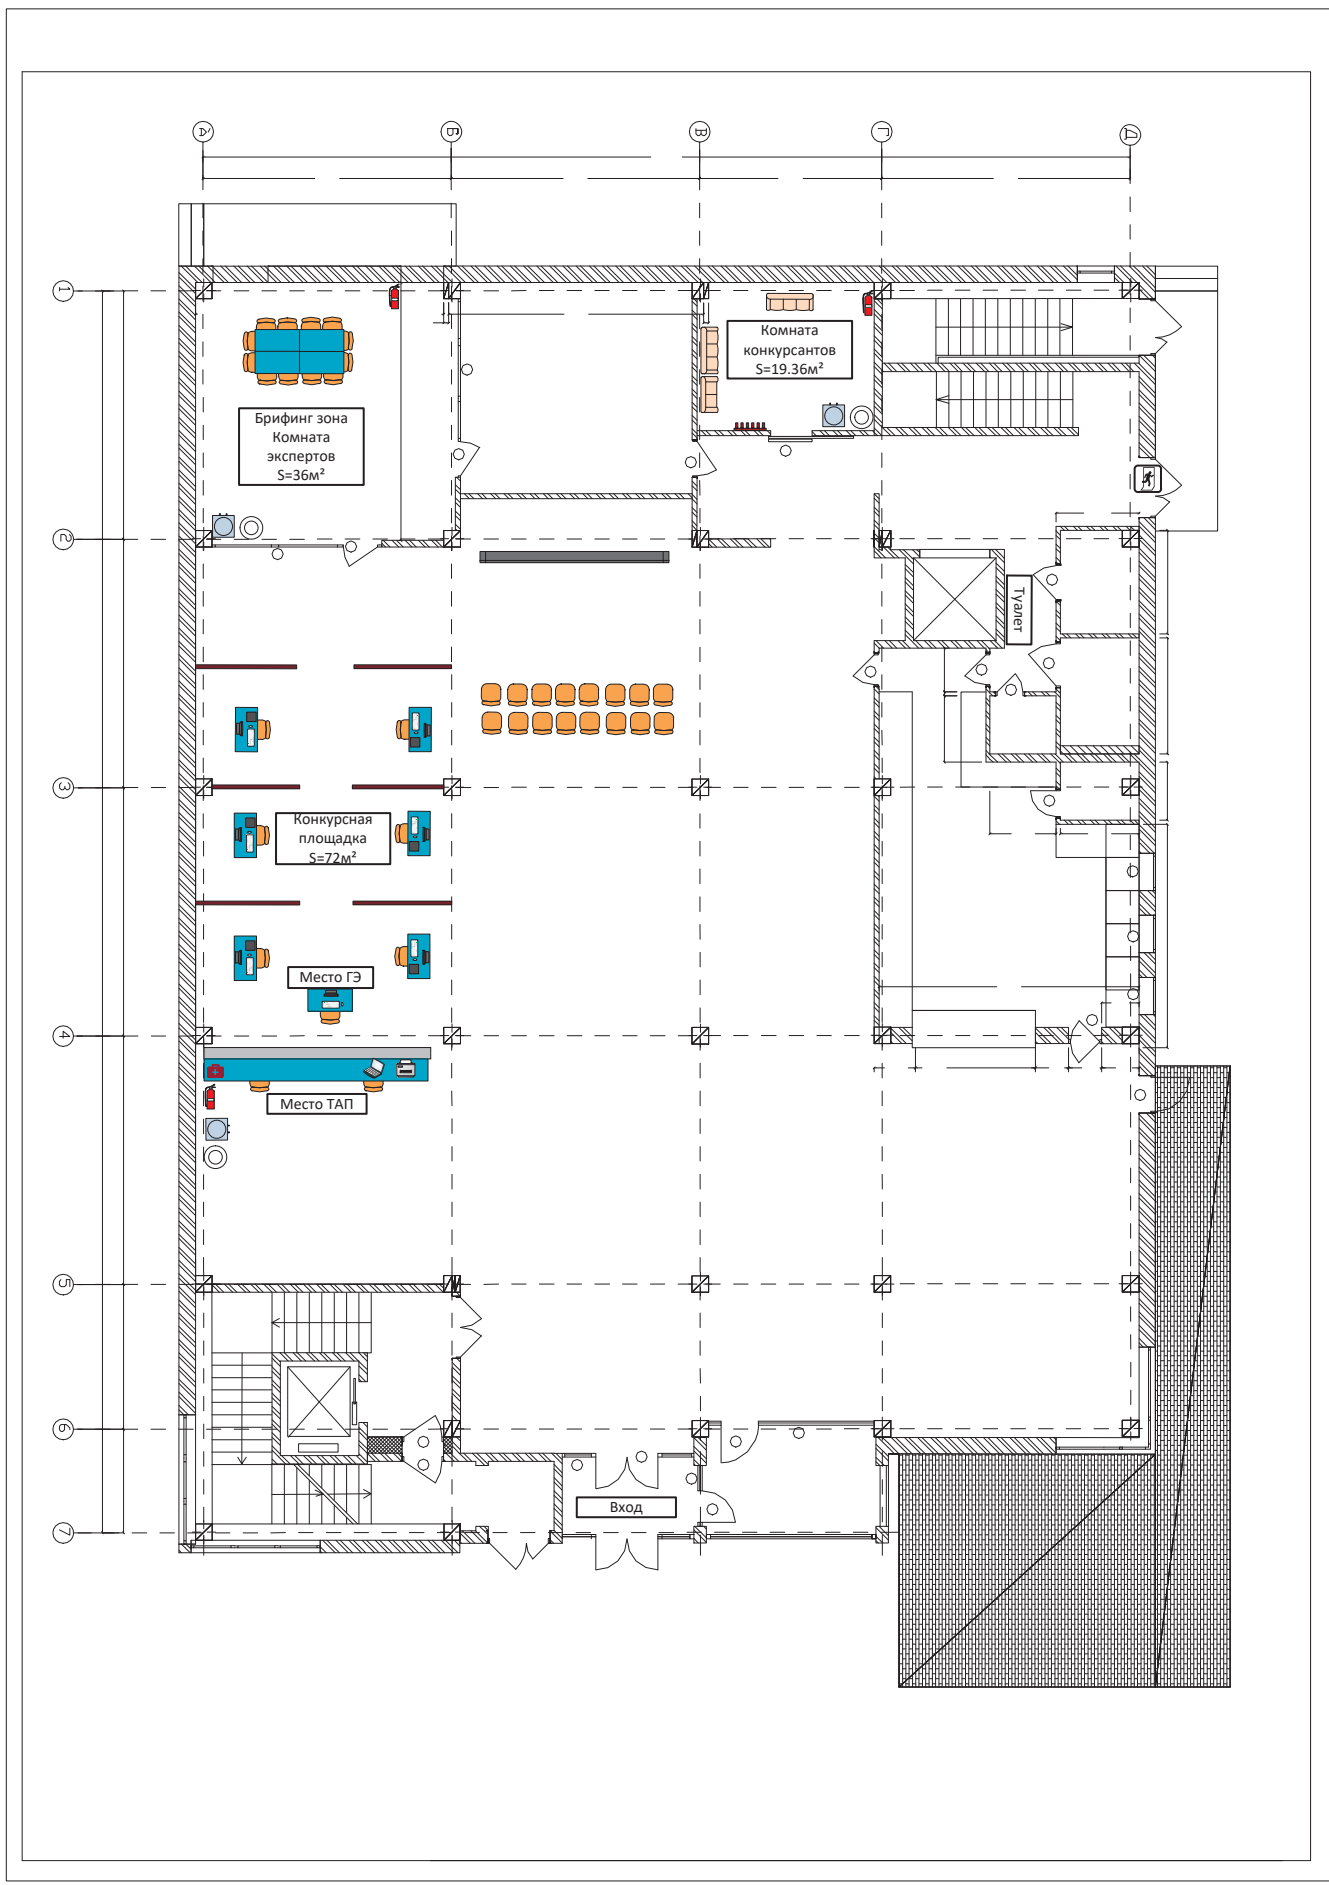 А
Б
В
Г
Д
1
Комната
конкурсантов
S=19.36м²
Брифинг зона
Комната
экспертов
S=36м²
2
Туалет
3
Конкурсная
площадка
S=72м²
Место ГЭ
4
Место ТАП
5
6
Вход
7